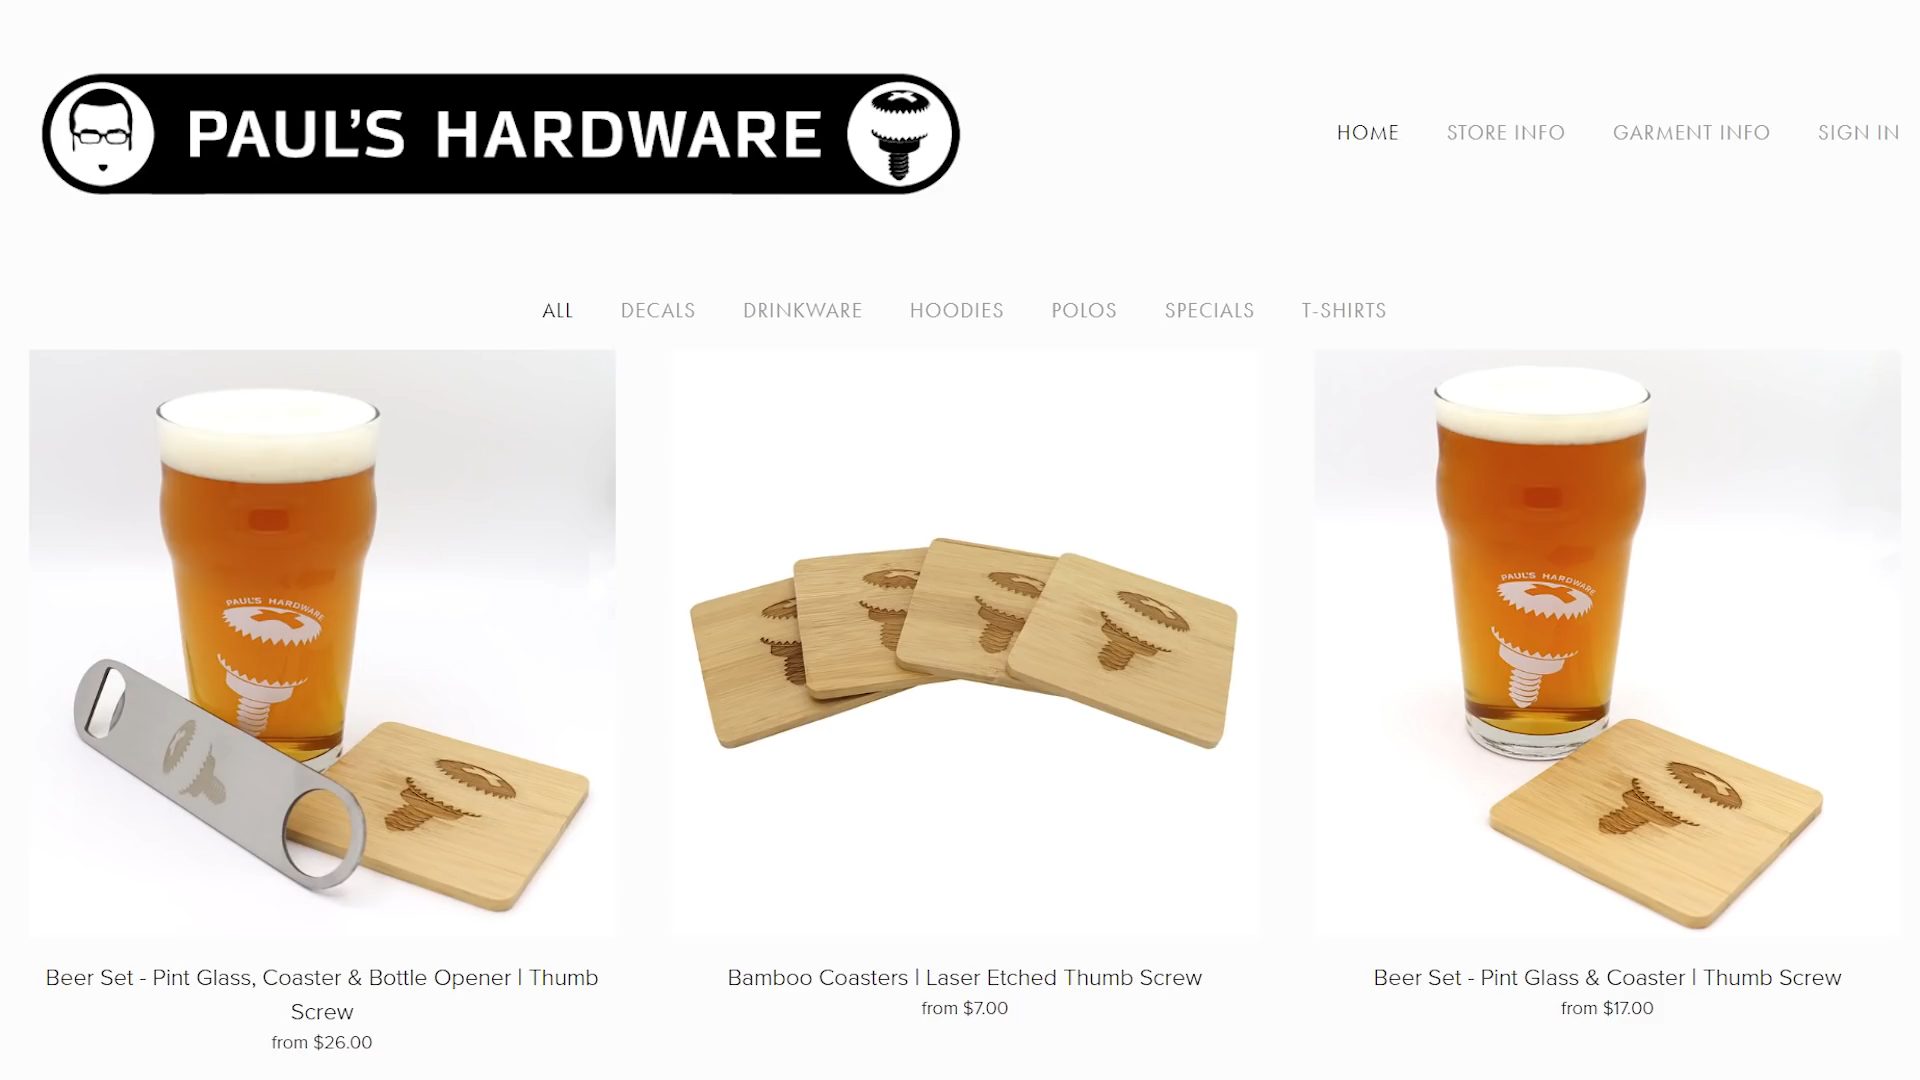 PAUL'S HARDWARE
HOME STORE INFO GARMENT INFO SIGN IN
ALL DECALS DRINKWARE HOODIES POLOS SPECIALS T-SHIRTS
PAUL'S HARDWARE
PAUL'S HARDWARE
Beer Set - Pint Glass, Coaster & Bottle Opener | Thumb
Screw
from $26.00
Bamboo Coasters | Laser Etched Thumb Screw
from $7.00
Beer Set - Pint Glass & Coaster | Thumb Screw
from $17.00